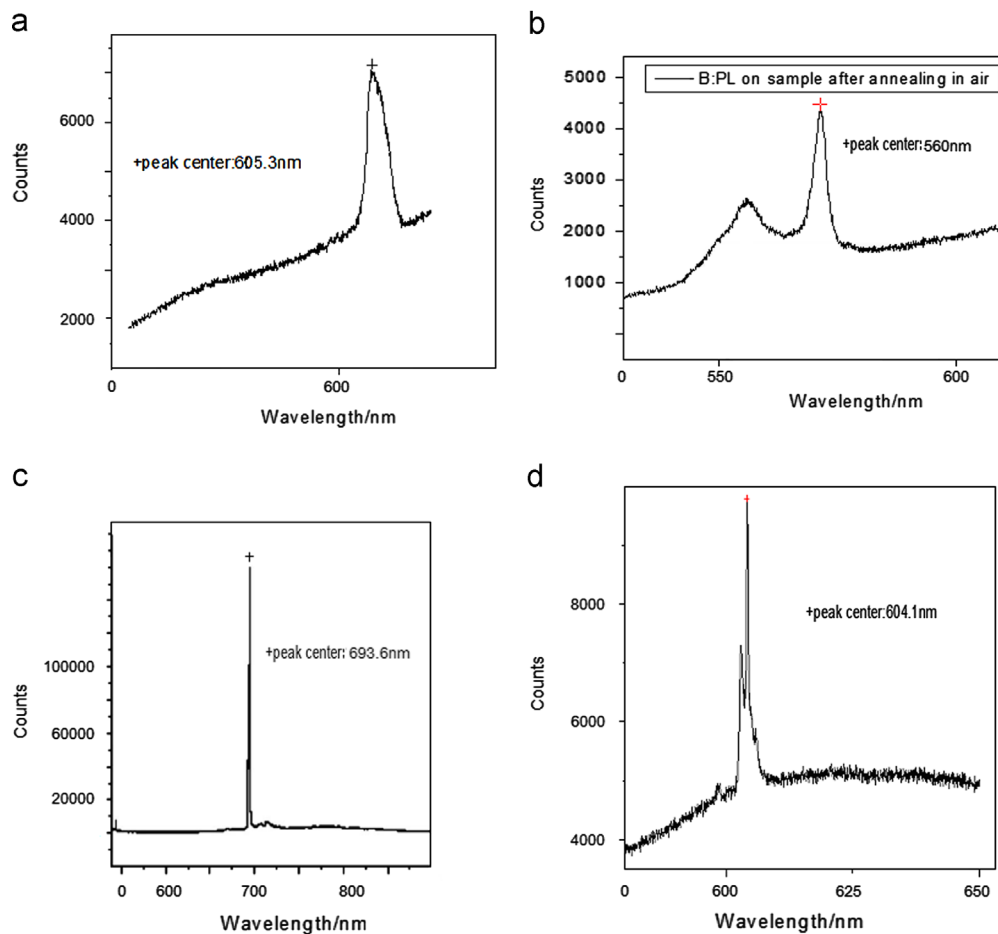 a
6000
4000
2000
Counts
+peak center:605.3nm
0
600
Wavelength/nm
b
5000
4000
3000
2000
1000
Counts
B:PL on sample after annealing in air
+peak center:560nm
0
550
600
Wavelength/nm
c
100000
60000
20000
Counts
+peak center: 693.6nm
0
600
700
800
Wavelength/nm
d
8000
6000
4000
Counts
+peak center:604.1nm
0
600
625
650
Wavelength/nm